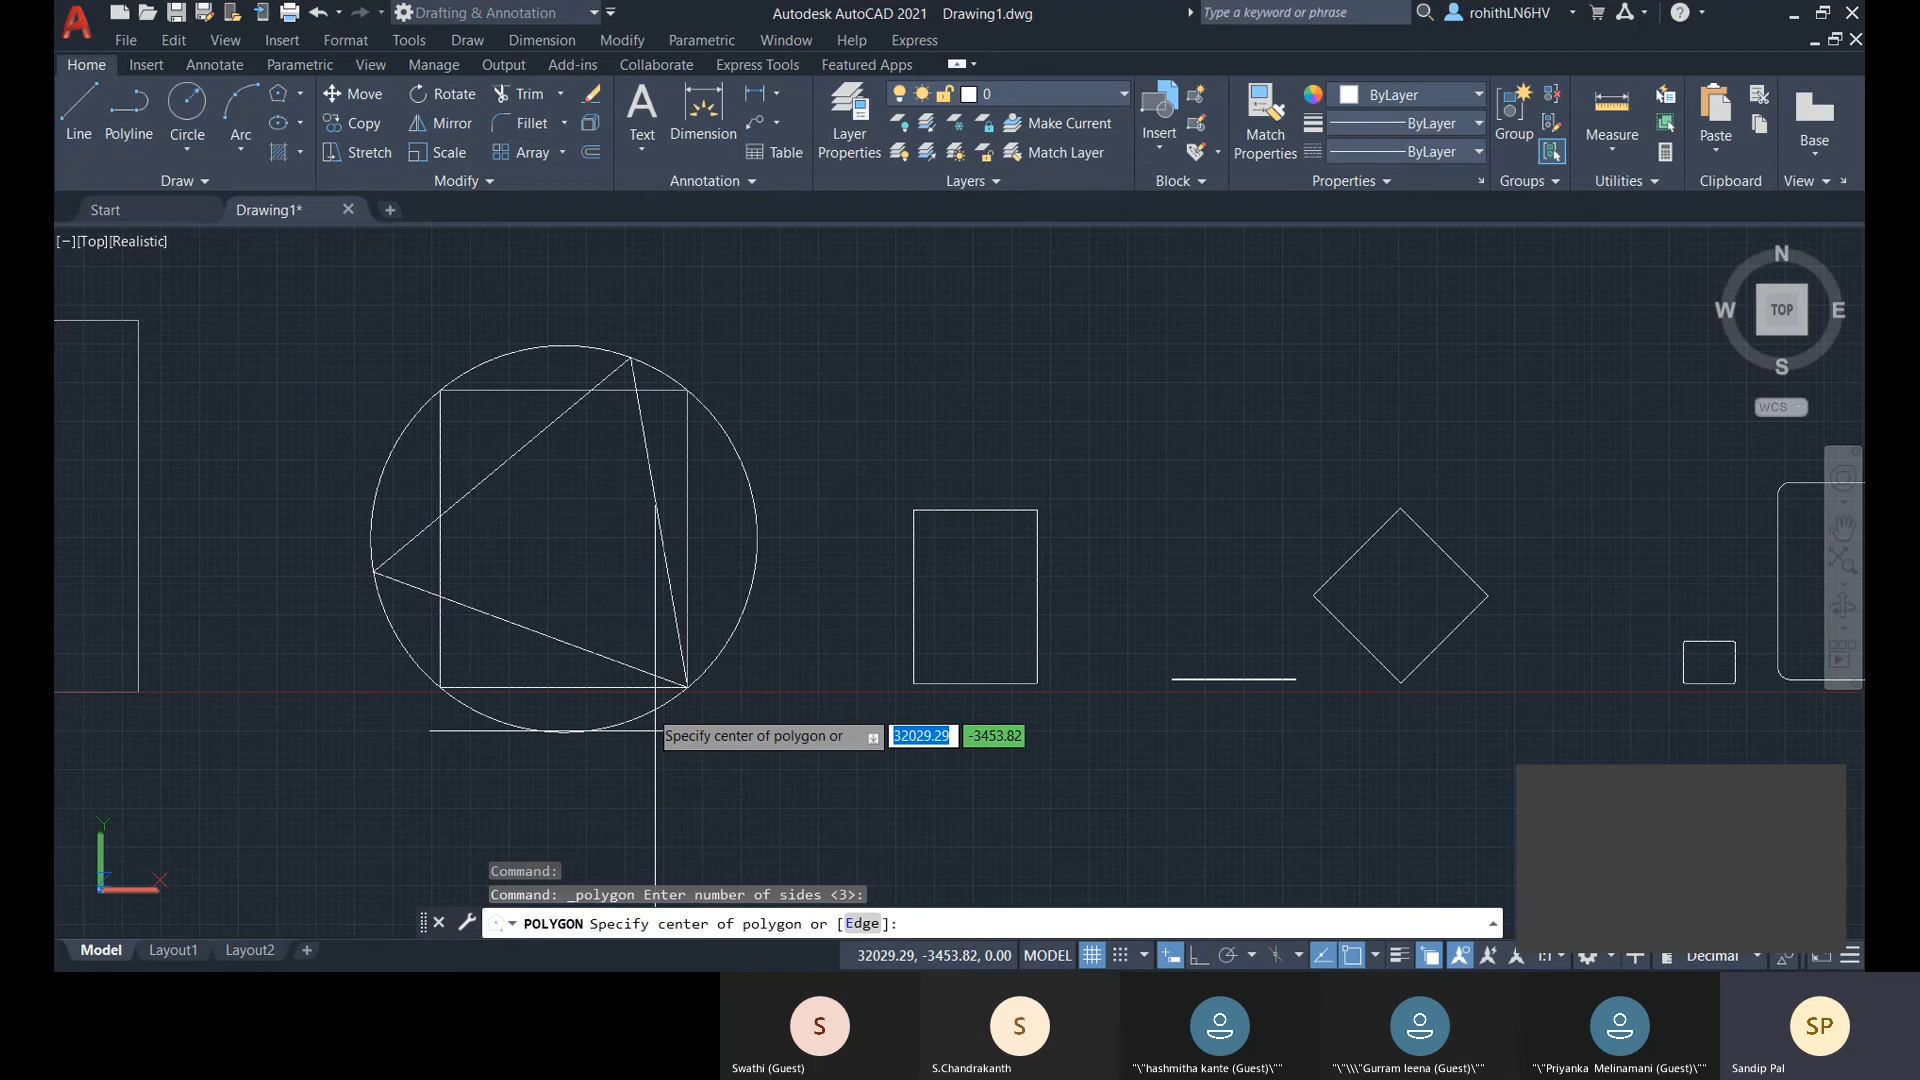 Drafting & Annotation
Autodesk AutoCAD 2021 Drawing1.dwg
Type a keyword or phrase
rohithLN6HV
File Edit View Insert Format Tools Draw Dimension Modify Parametric Window Help Express
Home Insert Annotate Parametric View Manage Output Add-ins Collaborate Express Tools Featured Apps
Line Polyline Circle Arc
Move Rotate Trim
Copy Mirror Fillet
Stretch Scale Array
Text Dimension Table
Layer Properties
0
Make Current
Match Layer
Insert
Match Properties
ByLayer
ByLayer
ByLayer
Group
Measure
Paste
Base
Draw Modify Annotation Layers Block Properties Groups Utilities Clipboard View
Start Drawing1*
[−][Top][Realistic]
N
W TOP E
S
WCS
Specify center of polygon or 32029.29 -3453.82
Y
X
Command:
Command: _polygon Enter number of sides <3>:
POLYGON Specify center of polygon or [Edge]:
Model Layout1 Layout2
32029.29, -3453.82, 0.00 MODEL 1:1 Decimal
S S SP
Swathi (Guest) S.Chandrakanth "\"hashmitha kante (Guest)\"" "\"\\\"Gurram leena (Guest)\"" "\"Priyanka Melinamani (Guest)\"" Sandip Pal